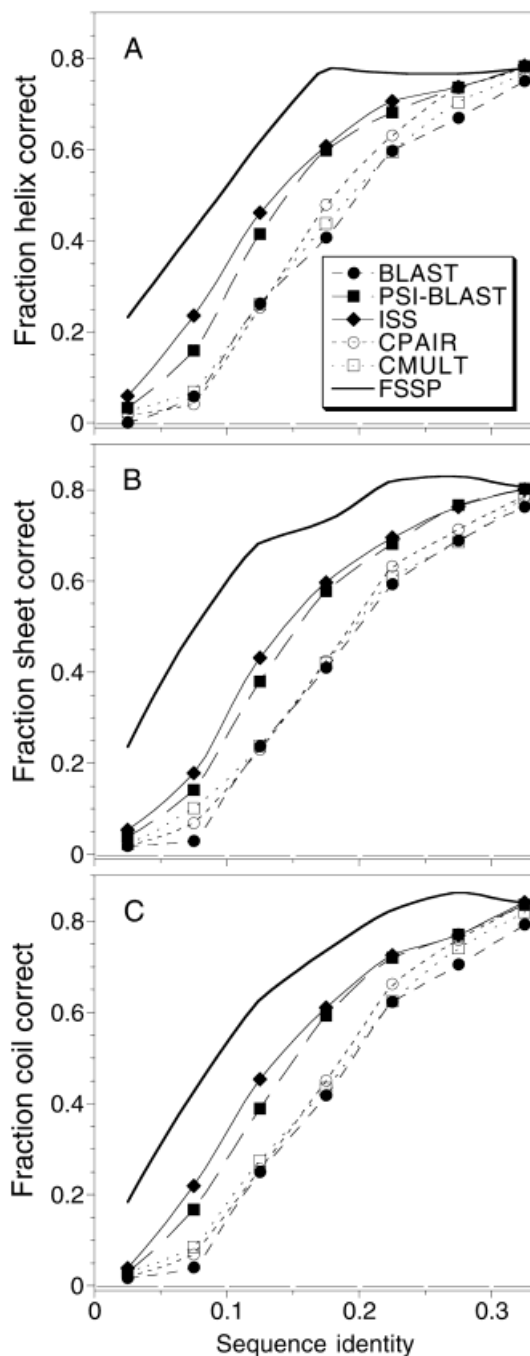 A
Fraction helix correct
0.8
0.6
0.4
0.2
0
BLAST
PSI-BLAST
ISS
CPAIR
CMULT
FSSP
B
Fraction sheet correct
0.8
0.6
0.4
0.2
0
C
Fraction coil correct
0.8
0.6
0.4
0.2
0
0 0.1 0.2 0.3
Sequence identity